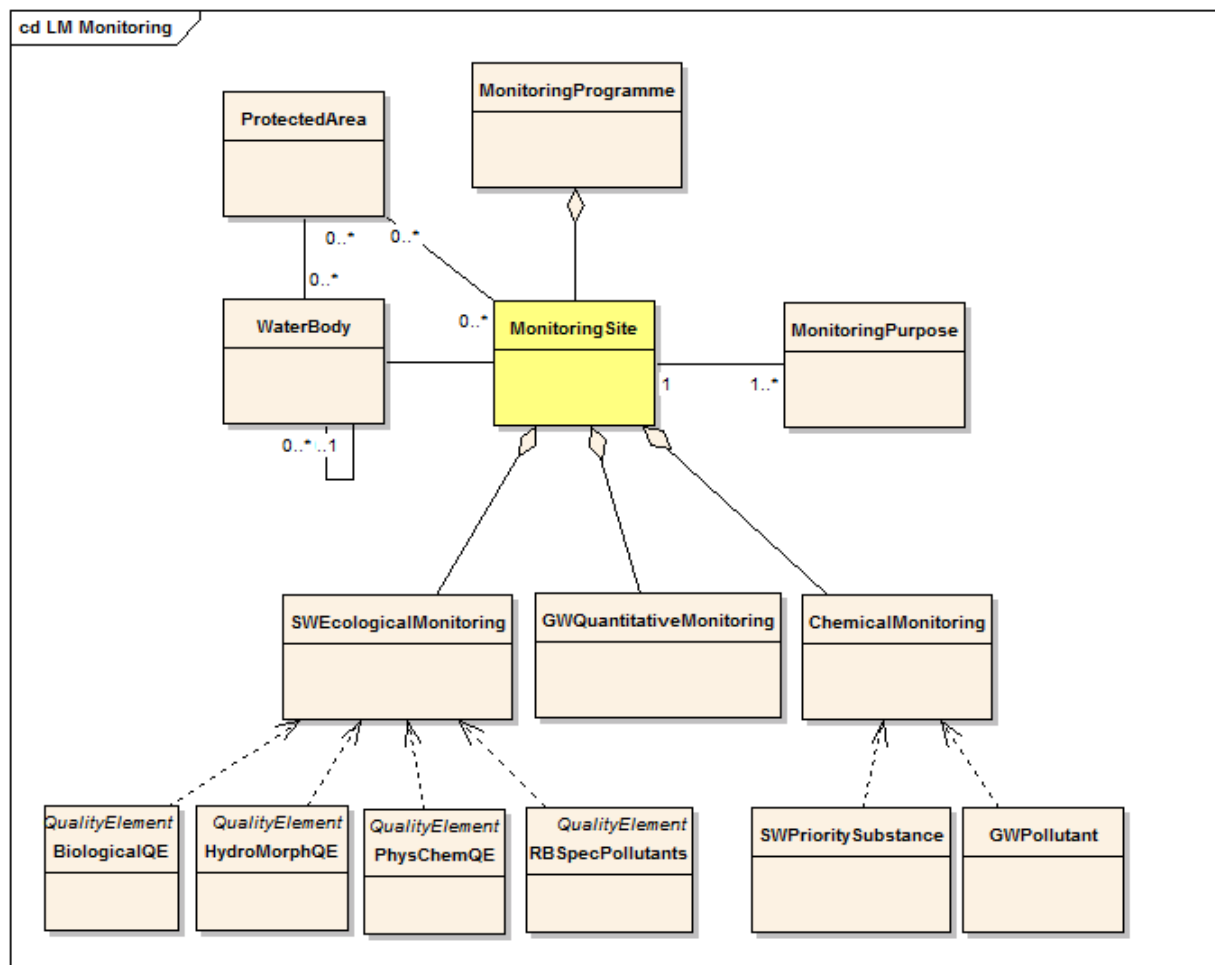 cd LM Monitoring
MonitoringProgramme
ProtectedArea
0..*
0..*
0..*
WaterBody
0..*
MonitoringSite
MonitoringPurpose
1
1..*
0..*
..1
SWEcologicalMonitoring
GWQuantitativeMonitoring
ChemicalMonitoring
QualityElement
BiologicalQE
QualityElement
HydroMorphQE
QualityElement
PhysChemQE
QualityElement
RBSpecPollutants
SWPrioritySubstance
GWPollutant